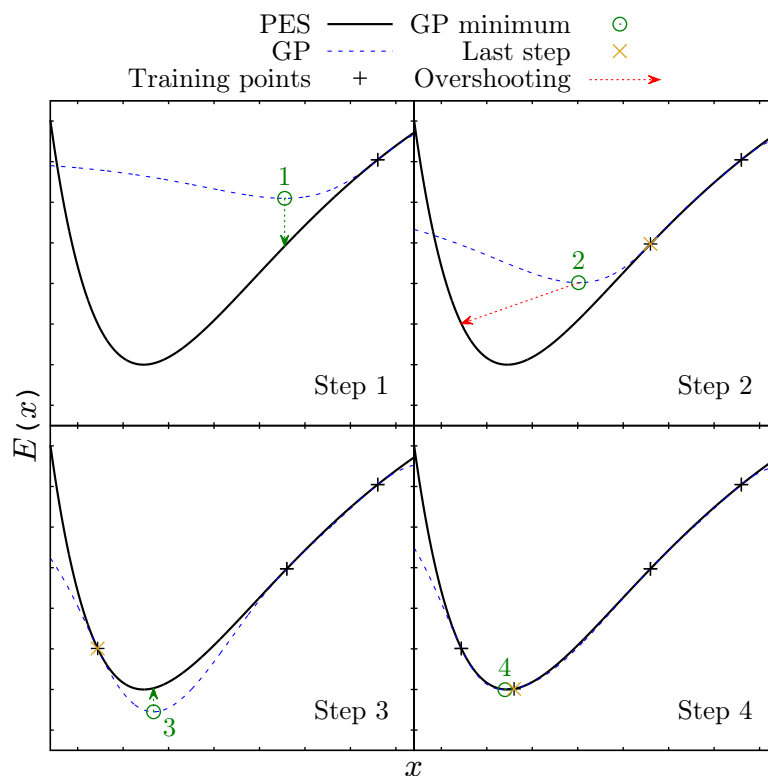 PES GP minimum
GP Last step
Training points Overshooting
1
Step 1
2
Step 2
E(x)
3
Step 3
4
Step 4
x